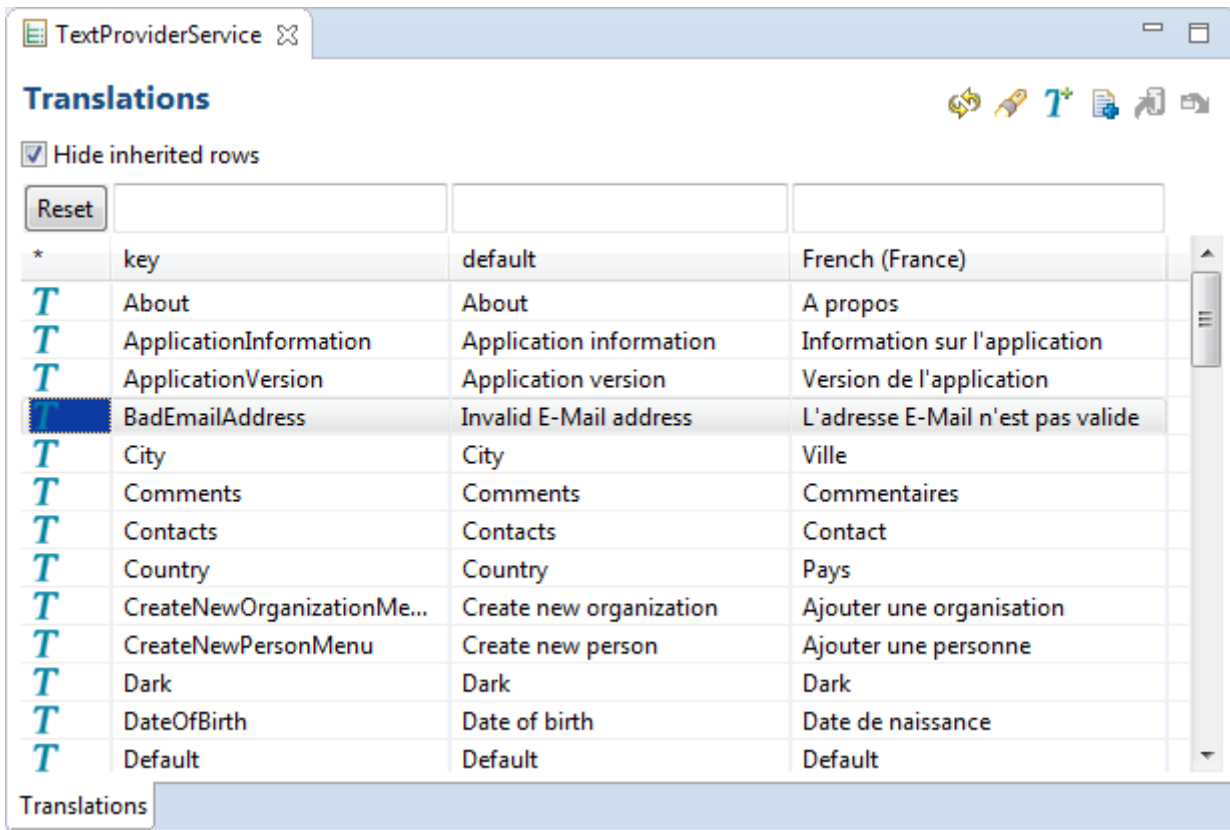 TextProviderService
Translations
Hide inherited rows
Reset
* key default French (France)
T About About A propos
T ApplicationInformation Application information Information sur l'application
T ApplicationVersion Application version Version de l'application
T BadEmailAddress Invalid E-Mail address L'adresse E-Mail n'est pas valide
T City City Ville
T Comments Comments Commentaires
T Contacts Contacts Contact
T Country Country Pays
T CreateNewOrganizationMe... Create new organization Ajouter une organisation
T CreateNewPersonMenu Create new person Ajouter une personne
T Dark Dark Dark
T DateOfBirth Date of birth Date de naissance
T Default Default Default
Translations